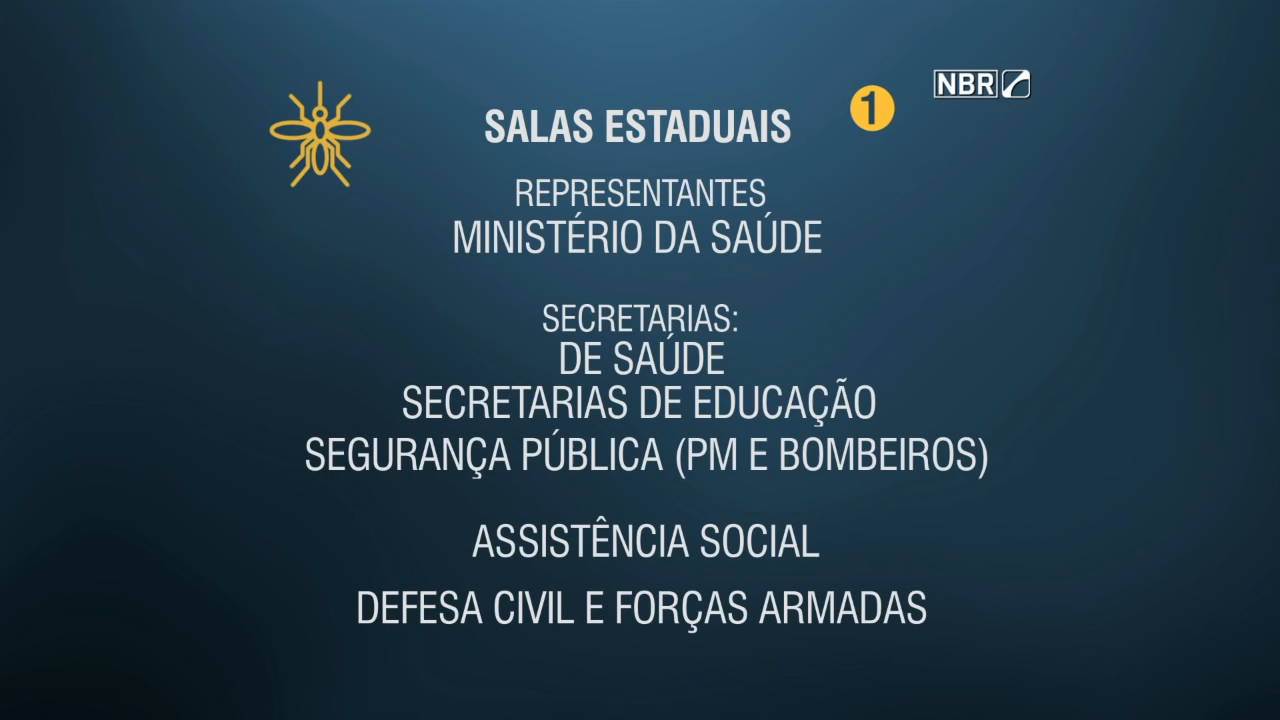 NBR
1
SALAS ESTADUAIS
REPRESENTANTES
MINISTÉRIO DA SAÚDE
SECRETARIAS:
DE SAÚDE
SECRETARIAS DE EDUCAÇÃO
SEGURANÇA PÚBLICA (PM E BOMBEIROS)
ASSISTÊNCIA SOCIAL
DEFESA CIVIL E FORÇAS ARMADAS